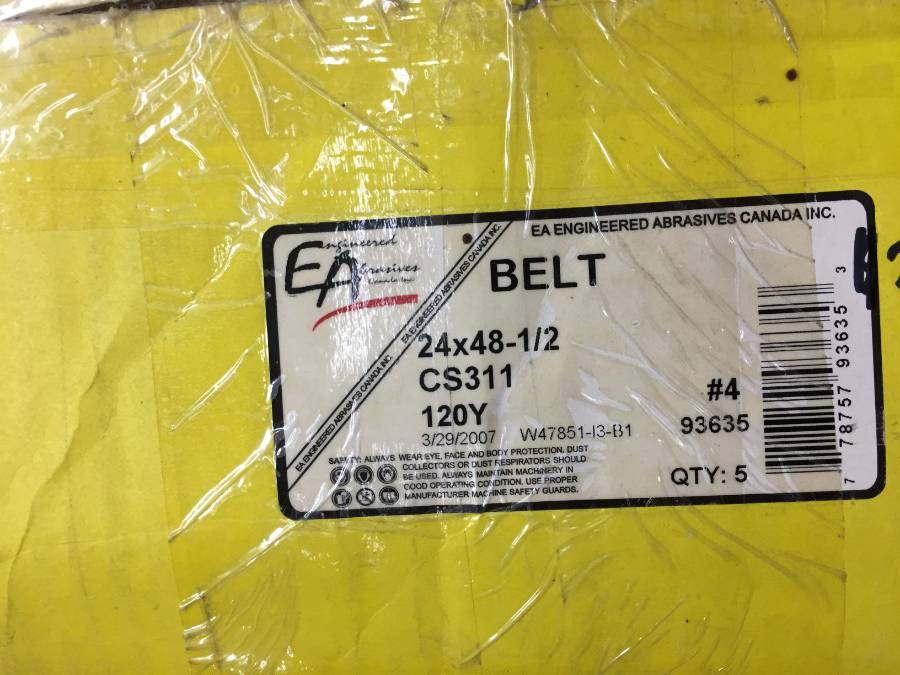 EA ENGINEERED ABRASIVES CANADA INC.
Engineered
Abrasives
Canada Inc.
EA ENGINEERED ABRASIVES CANADA INC. EA ENGINEERED ABRASIVES CANADA INC.
BELT
24x48-1/2
CS311
120Y
3/29/2007 W47851-I3-B1
#4
93635
QTY: 5
SAFETY: ALWAYS WEAR EYE, FACE AND BODY PROTECTION. DUST
COLLECTORS OR DUST RESPIRATORS SHOULD
BE USED. ALWAYS MAINTAIN MACHINERY IN
GOOD OPERATING CONDITION. USE PROPER
MANUFACTURER MACHINE SAFETY GUARDS.
7 78757 93635 3